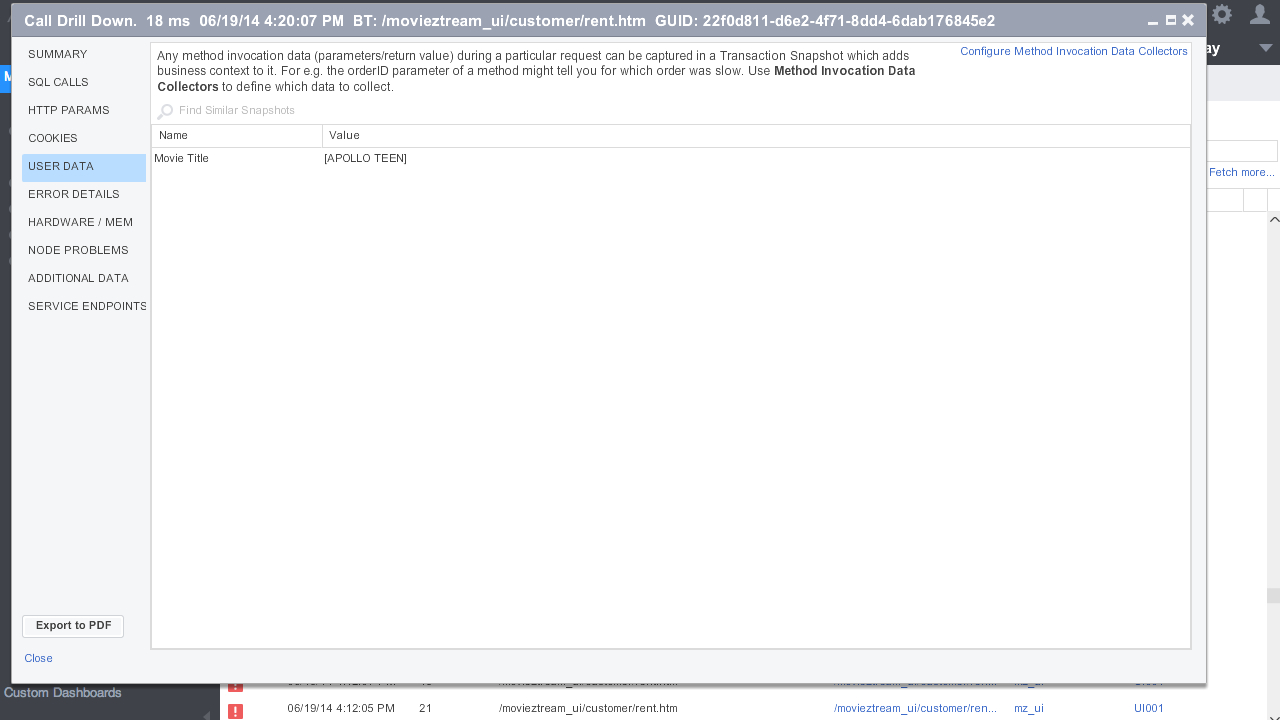 Call Drill Down. 18 ms 06/19/14 4:20:07 PM BT: /movieztream_ui/customer/rent.htm GUID: 22f0d811-d6e2-4f71-8dd4-6dab176845e2
SUMMARY
SQL CALLS
HTTP PARAMS
COOKIES
USER DATA
ERROR DETAILS
HARDWARE / MEM
NODE PROBLEMS
ADDITIONAL DATA
SERVICE ENDPOINTS
Any method invocation data (parameters/return value) during a particular request can be captured in a Transaction Snapshot which adds
business context to it. For e.g. the orderID parameter of a method might tell you for which order was slow. Use Method Invocation Data
Collectors to define which data to collect.
Configure Method Invocation Data Collectors
Find Similar Snapshots
Name Value
Movie Title [APOLLO TEEN]
Fetch more...
Export to PDF
Close
Custom Dashboards
06/19/14 4:12:05 PM 21 /movieztream_ui/customer/rent.htm /movieztream_ui/customer/ren... mz_ui UI001